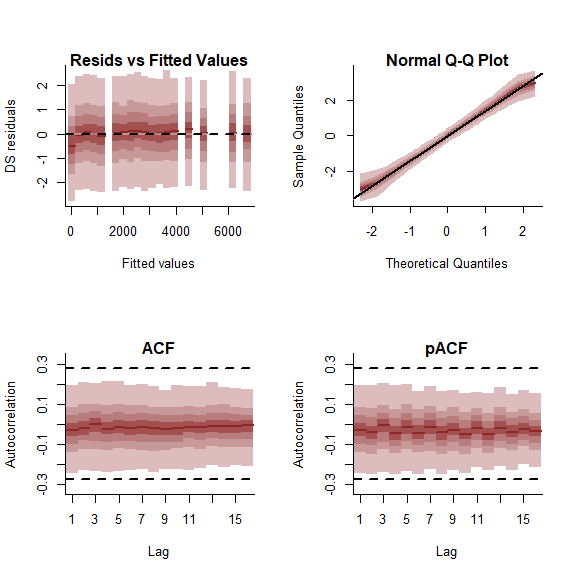 Resids vs Fitted Values
DS residuals
2
1
0
-1
-2
0 2000 4000 6000
Fitted values
Normal Q-Q Plot
Sample Quantiles
2
0
-2
-2 -1 0 1 2
Theoretical Quantiles
ACF
Autocorrelation
0.3
0.1
-0.1
-0.3
1 3 5 7 9 11 15
Lag
pACF
Autocorrelation
0.3
0.1
-0.1
-0.3
1 3 5 7 9 11 15
Lag